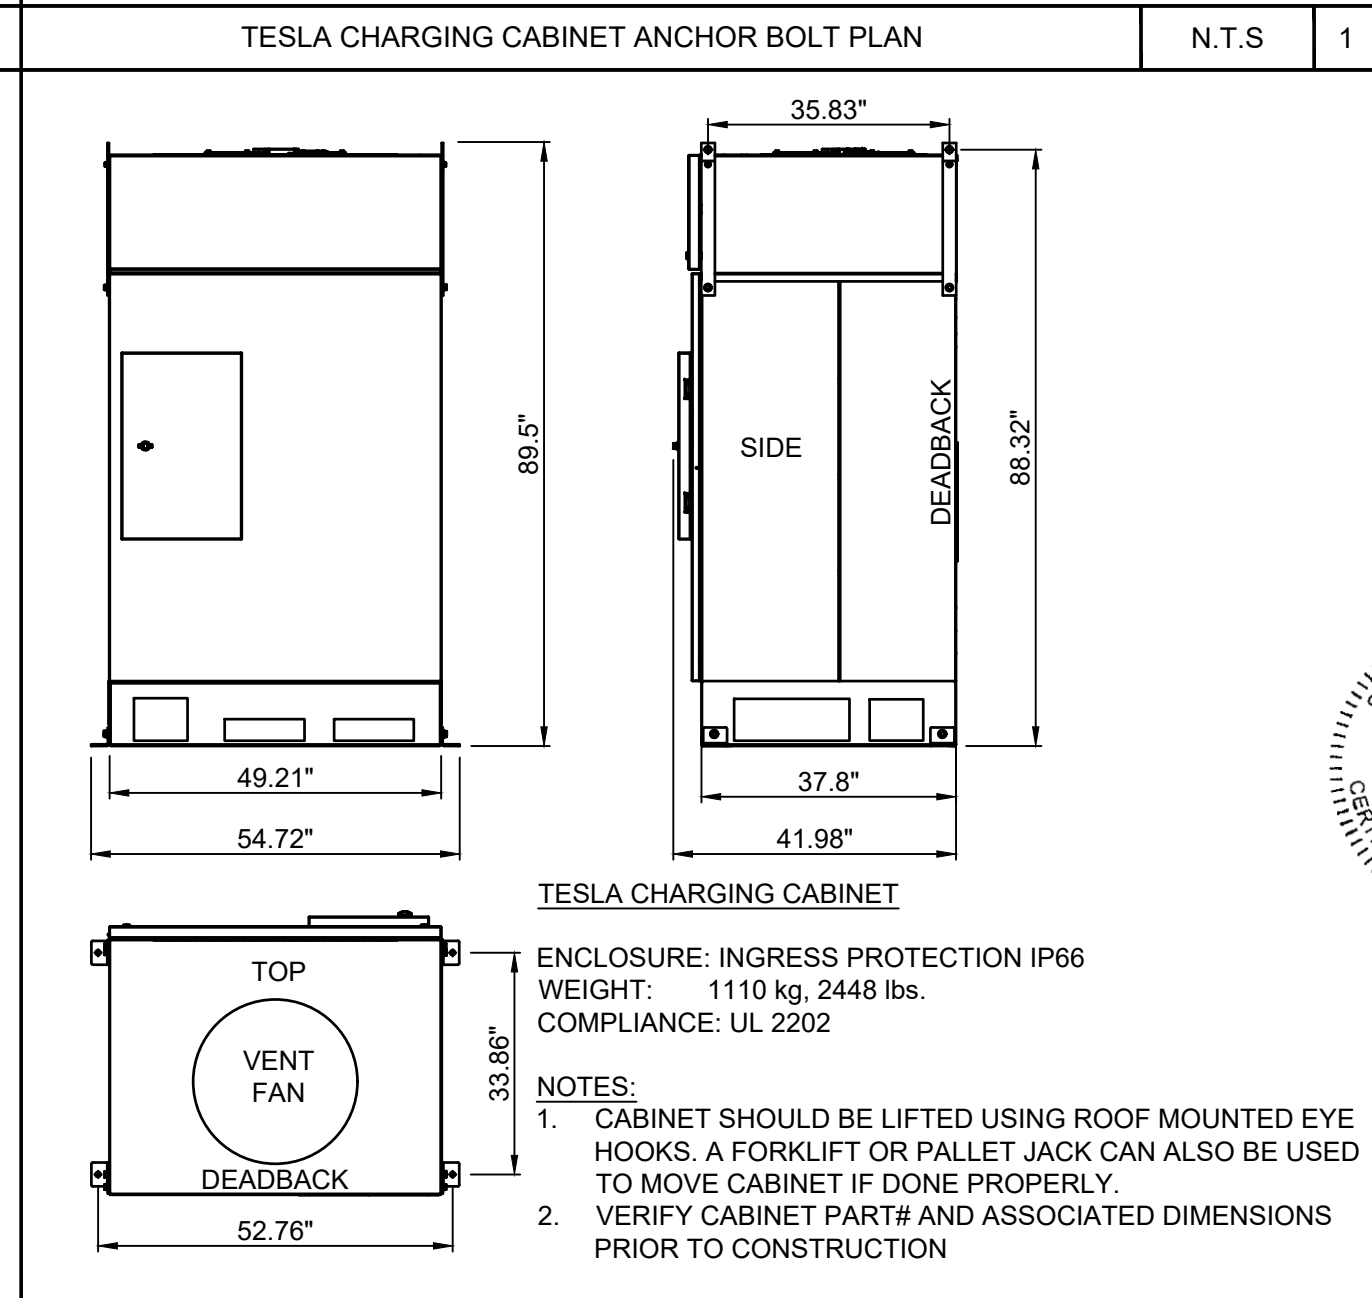 TESLA CHARGING CABINET ANCHOR BOLT PLAN
N.T.S
1
35.83"
89.5"
SIDE
DEADBACK
88.32"
49.21"
54.72"
37.8"
41.98"
TOP
VENT
FAN
DEADBACK
33.86"
52.76"
TESLA CHARGING CABINET
ENCLOSURE: INGRESS PROTECTION IP66
WEIGHT: 1110 kg, 2448 lbs.
COMPLIANCE: UL 2202
NOTES:
1. CABINET SHOULD BE LIFTED USING ROOF MOUNTED EYE
HOOKS. A FORKLIFT OR PALLET JACK CAN ALSO BE USED
TO MOVE CABINET IF DONE PROPERLY.
2. VERIFY CABINET PART# AND ASSOCIATED DIMENSIONS
PRIOR TO CONSTRUCTION